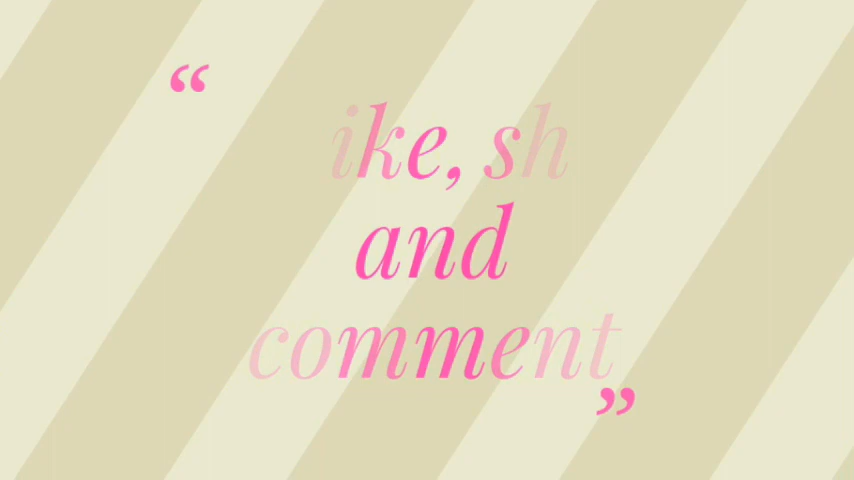 “
ike, sh
and
comment
”